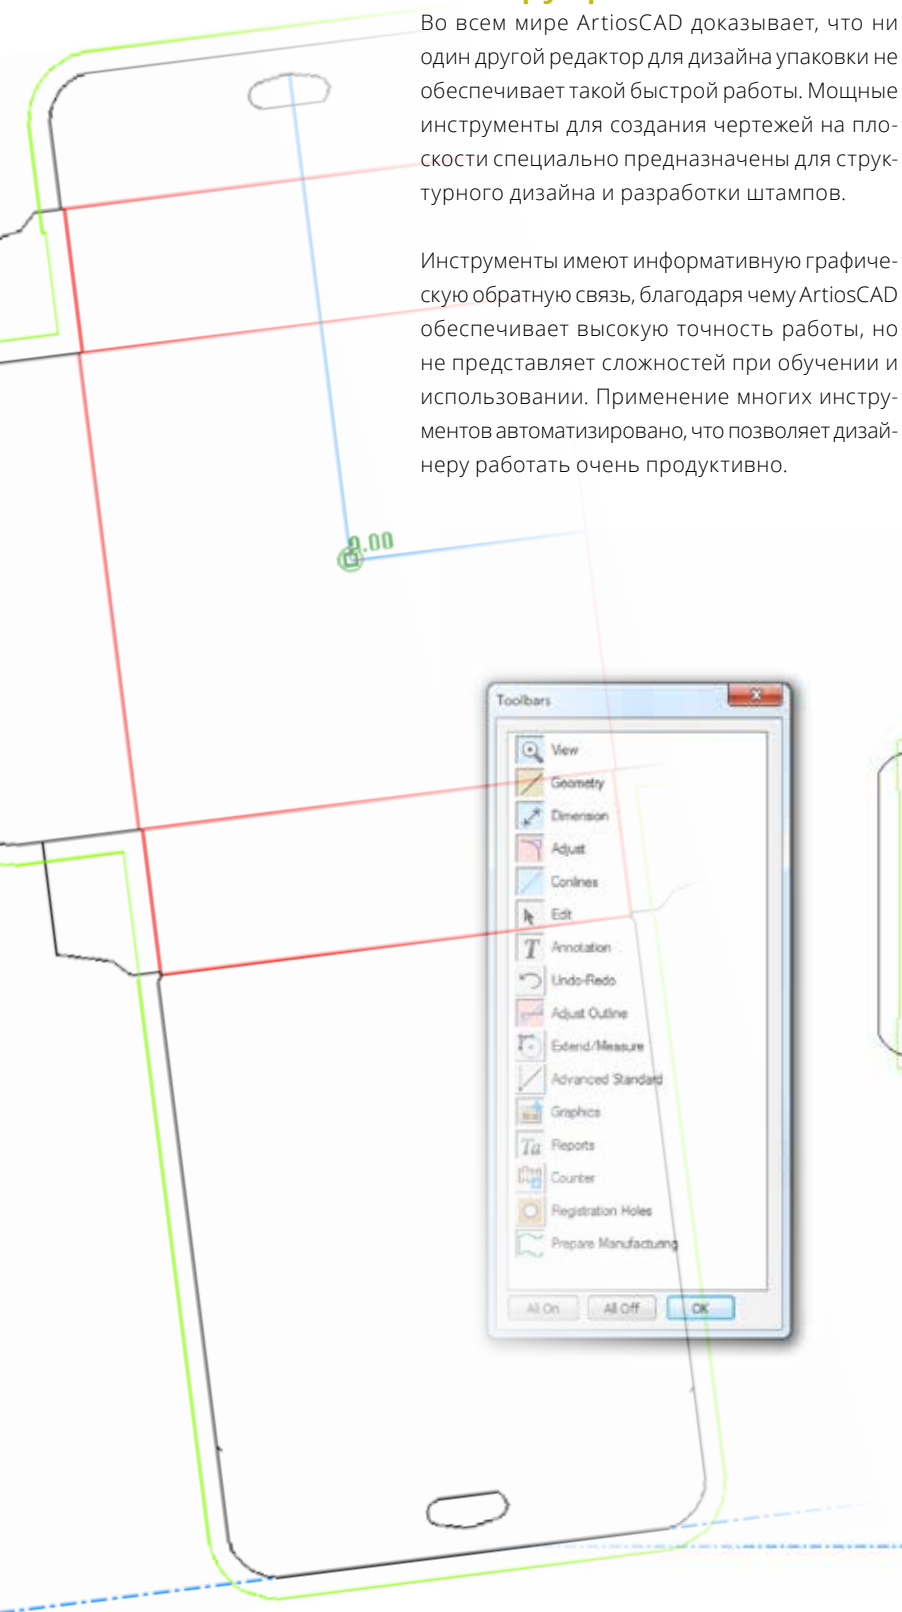 Во всем мире ArtiosCAD доказывает, что ни
один другой редактор для дизайна упаковки не
обеспечивает такой быстрой работы. Мощные
инструменты для создания чертежей на пло-
скости специально предназначены для струк-
турного дизайна и разработки штампов.
Инструменты имеют информативную графиче-
скую обратную связь, благодаря чему ArtiosCAD
обеспечивает высокую точность работы, но
не представляет сложностей при обучении и
использовании. Применение многих инстру-
ментов автоматизировано, что позволяет дизай-
неру работать очень продуктивно.
0.00
Toolbars
View
Geometry
Dimension
Adjust
Conlines
Edit
T Annotation
Undo-Redo
Adjust Outline
Extend/Measure
Advanced Standard
Graphics
Ta Reports
Counter
Registration Holes
Prepare Manufacturing
All On All Off OK